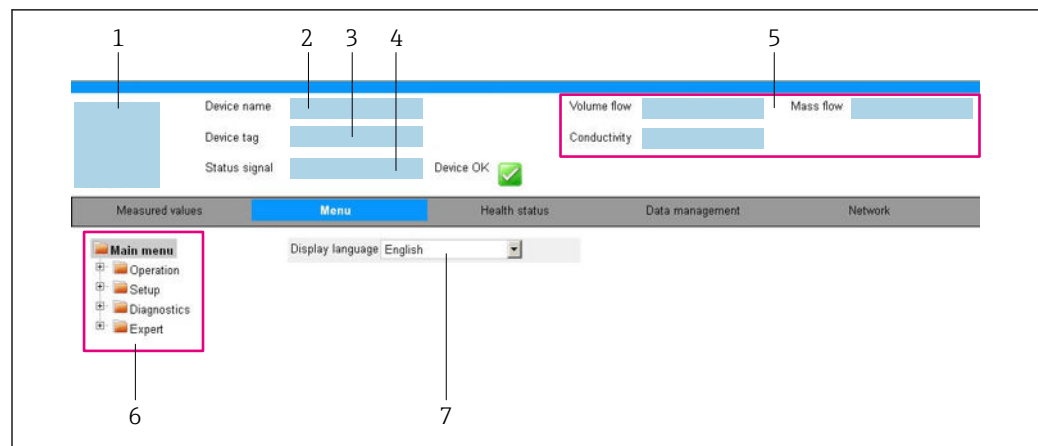 1 2 3 4 5
Device name Volume flow Mass flow
Device tag Conductivity
Status signal Device OK
Measured values Menu Health status Data management Network
Main menu Display language English
Operation
Setup
Diagnostics
Expert
6 7